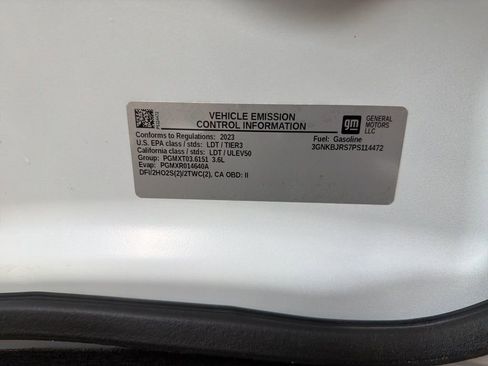 VEHICLE EMISSION
CONTROL INFORMATION
gm
GENERAL
MOTORS
LLC
Conforms to Regulations: 2023
Fuel: Gasoline
U.S. EPA class / stds: LDT / TIER3
3GNKBJRS7PS114472
California class / stds: LDT / ULEV50
Group: PGMXT03.6151 3.6L
Evap: PGMXR014640A
DFI/2HO2S(2)/2TWC(2), CA OBD: II